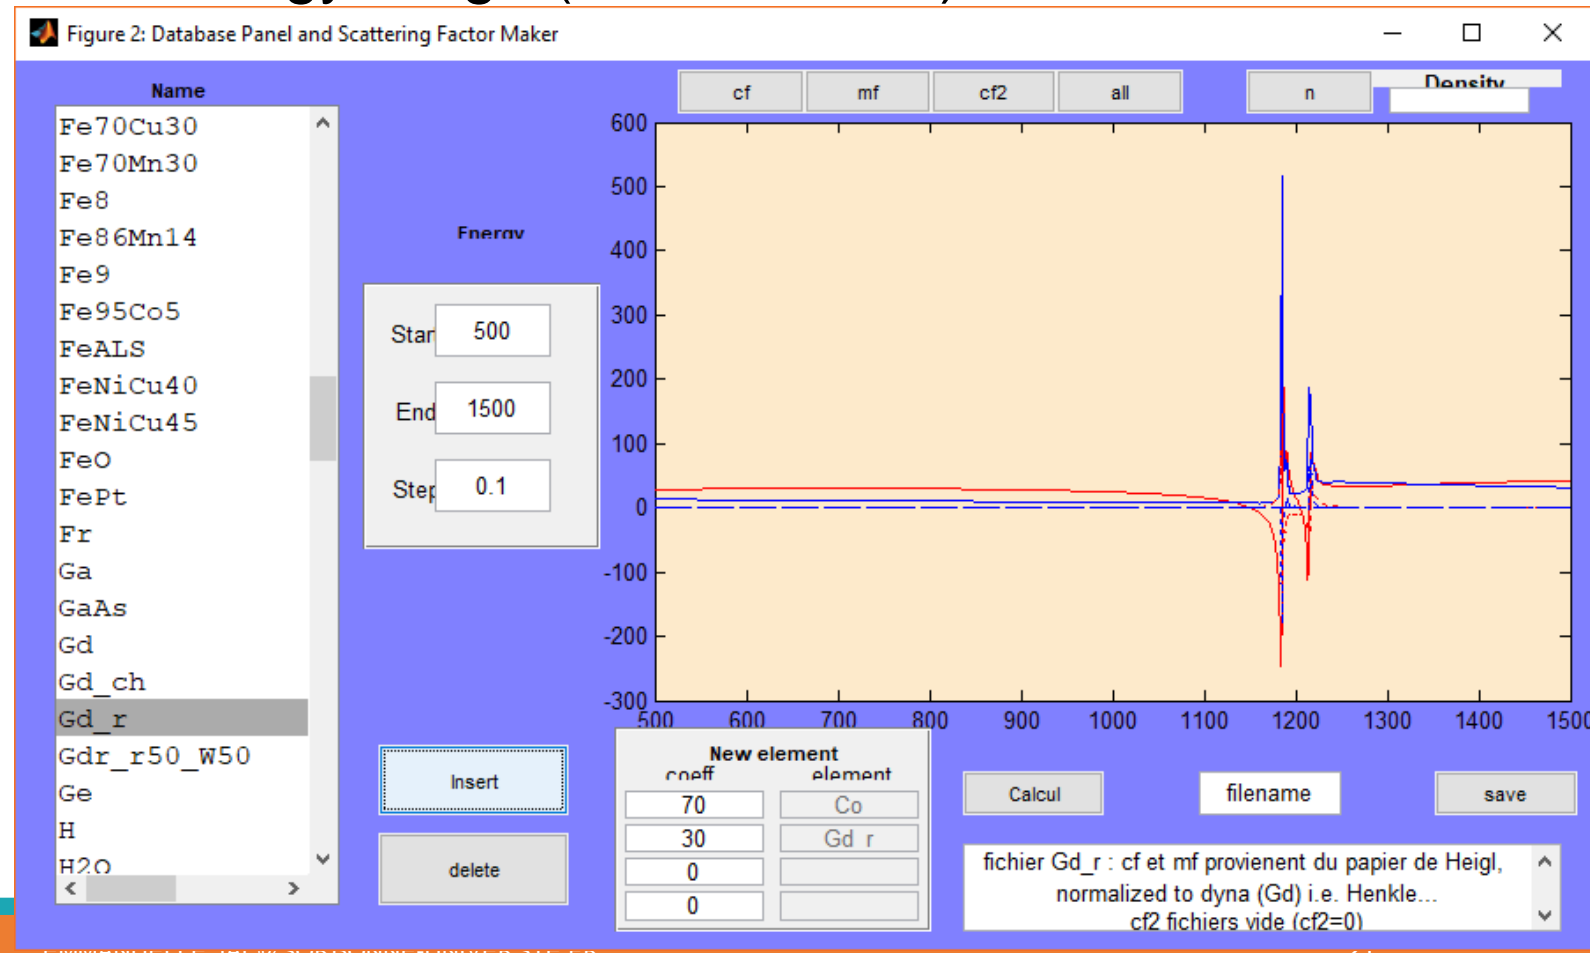 Figure 2: Database Panel and Scattering Factor Maker
Name
Fe70Cu30
Fe70Mn30
Fe8
Fe86Mn14
Fe9
Fe95Co5
FeALS
FeNiCu40
FeNiCu45
FeO
FePt
Fr
Ga
GaAs
Gd
Gd_ch
Gd_r
Gdr_r50_W50
Ge
H
H2O
Energy
Star 500
End 1500
Step 0.1
Insert
delete
cf mf cf2 all n Density
600
500
400
300
200
100
0
-100
-200
-300
500 600 700 800 900 1000 1100 1200 1300 1400 1500
New element
coeff element
70 Co
30 Gd_r
0
0
Calcul filename save
fichier Gd_r : cf et mf provienent du papier de Heigl,
normalized to dyna (Gd) i.e. Henkle...
cf2 fichiers vide (cf2=0)